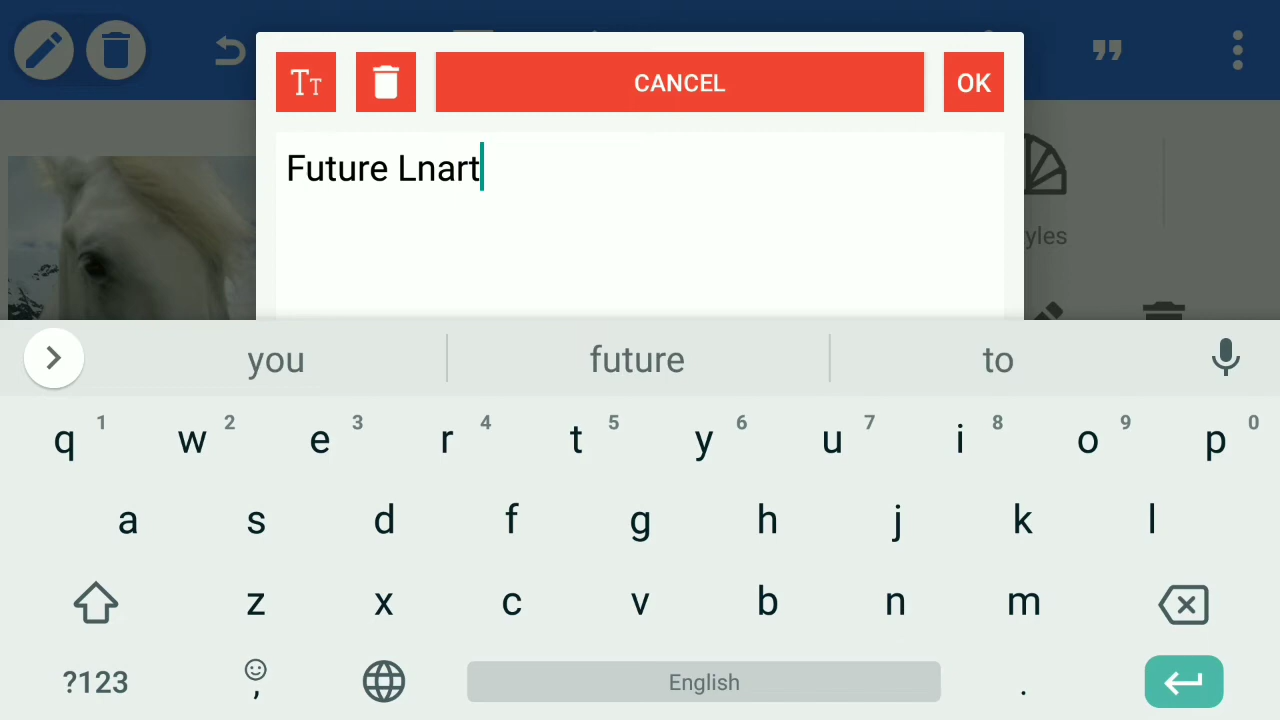 TT
CANCEL
OK
Future Lnart
yles
you
future
to
q 1 w 2 e 3 r 4 t 5 y 6 u 7 i 8 o 9 p 0
a s d f g h j k l
z x c v b n m
?123 , English .